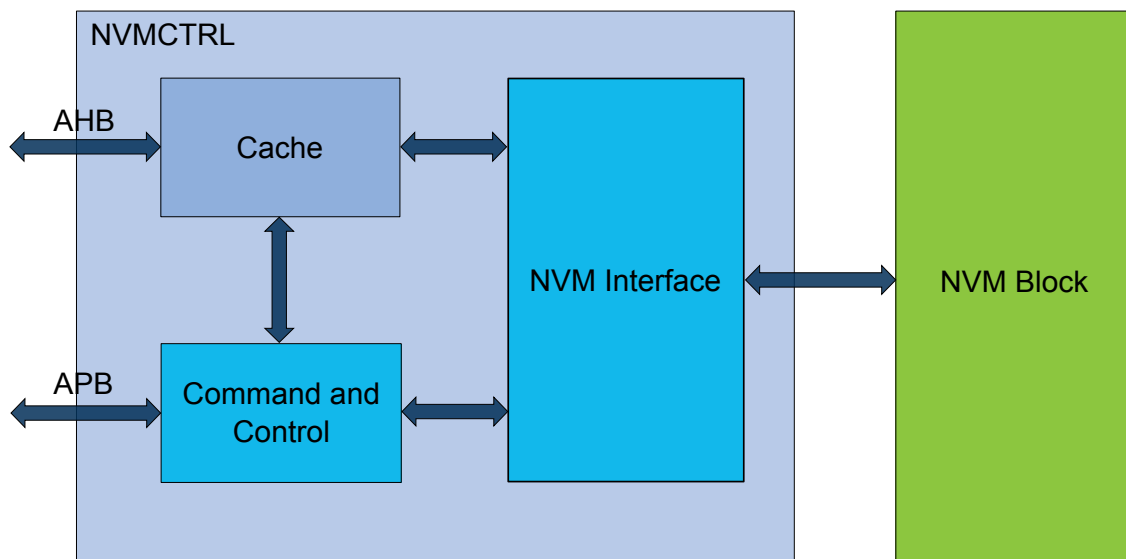 NVMCTRL
AHB
Cache
NVM Interface
NVM Block
APB
Command and
Control